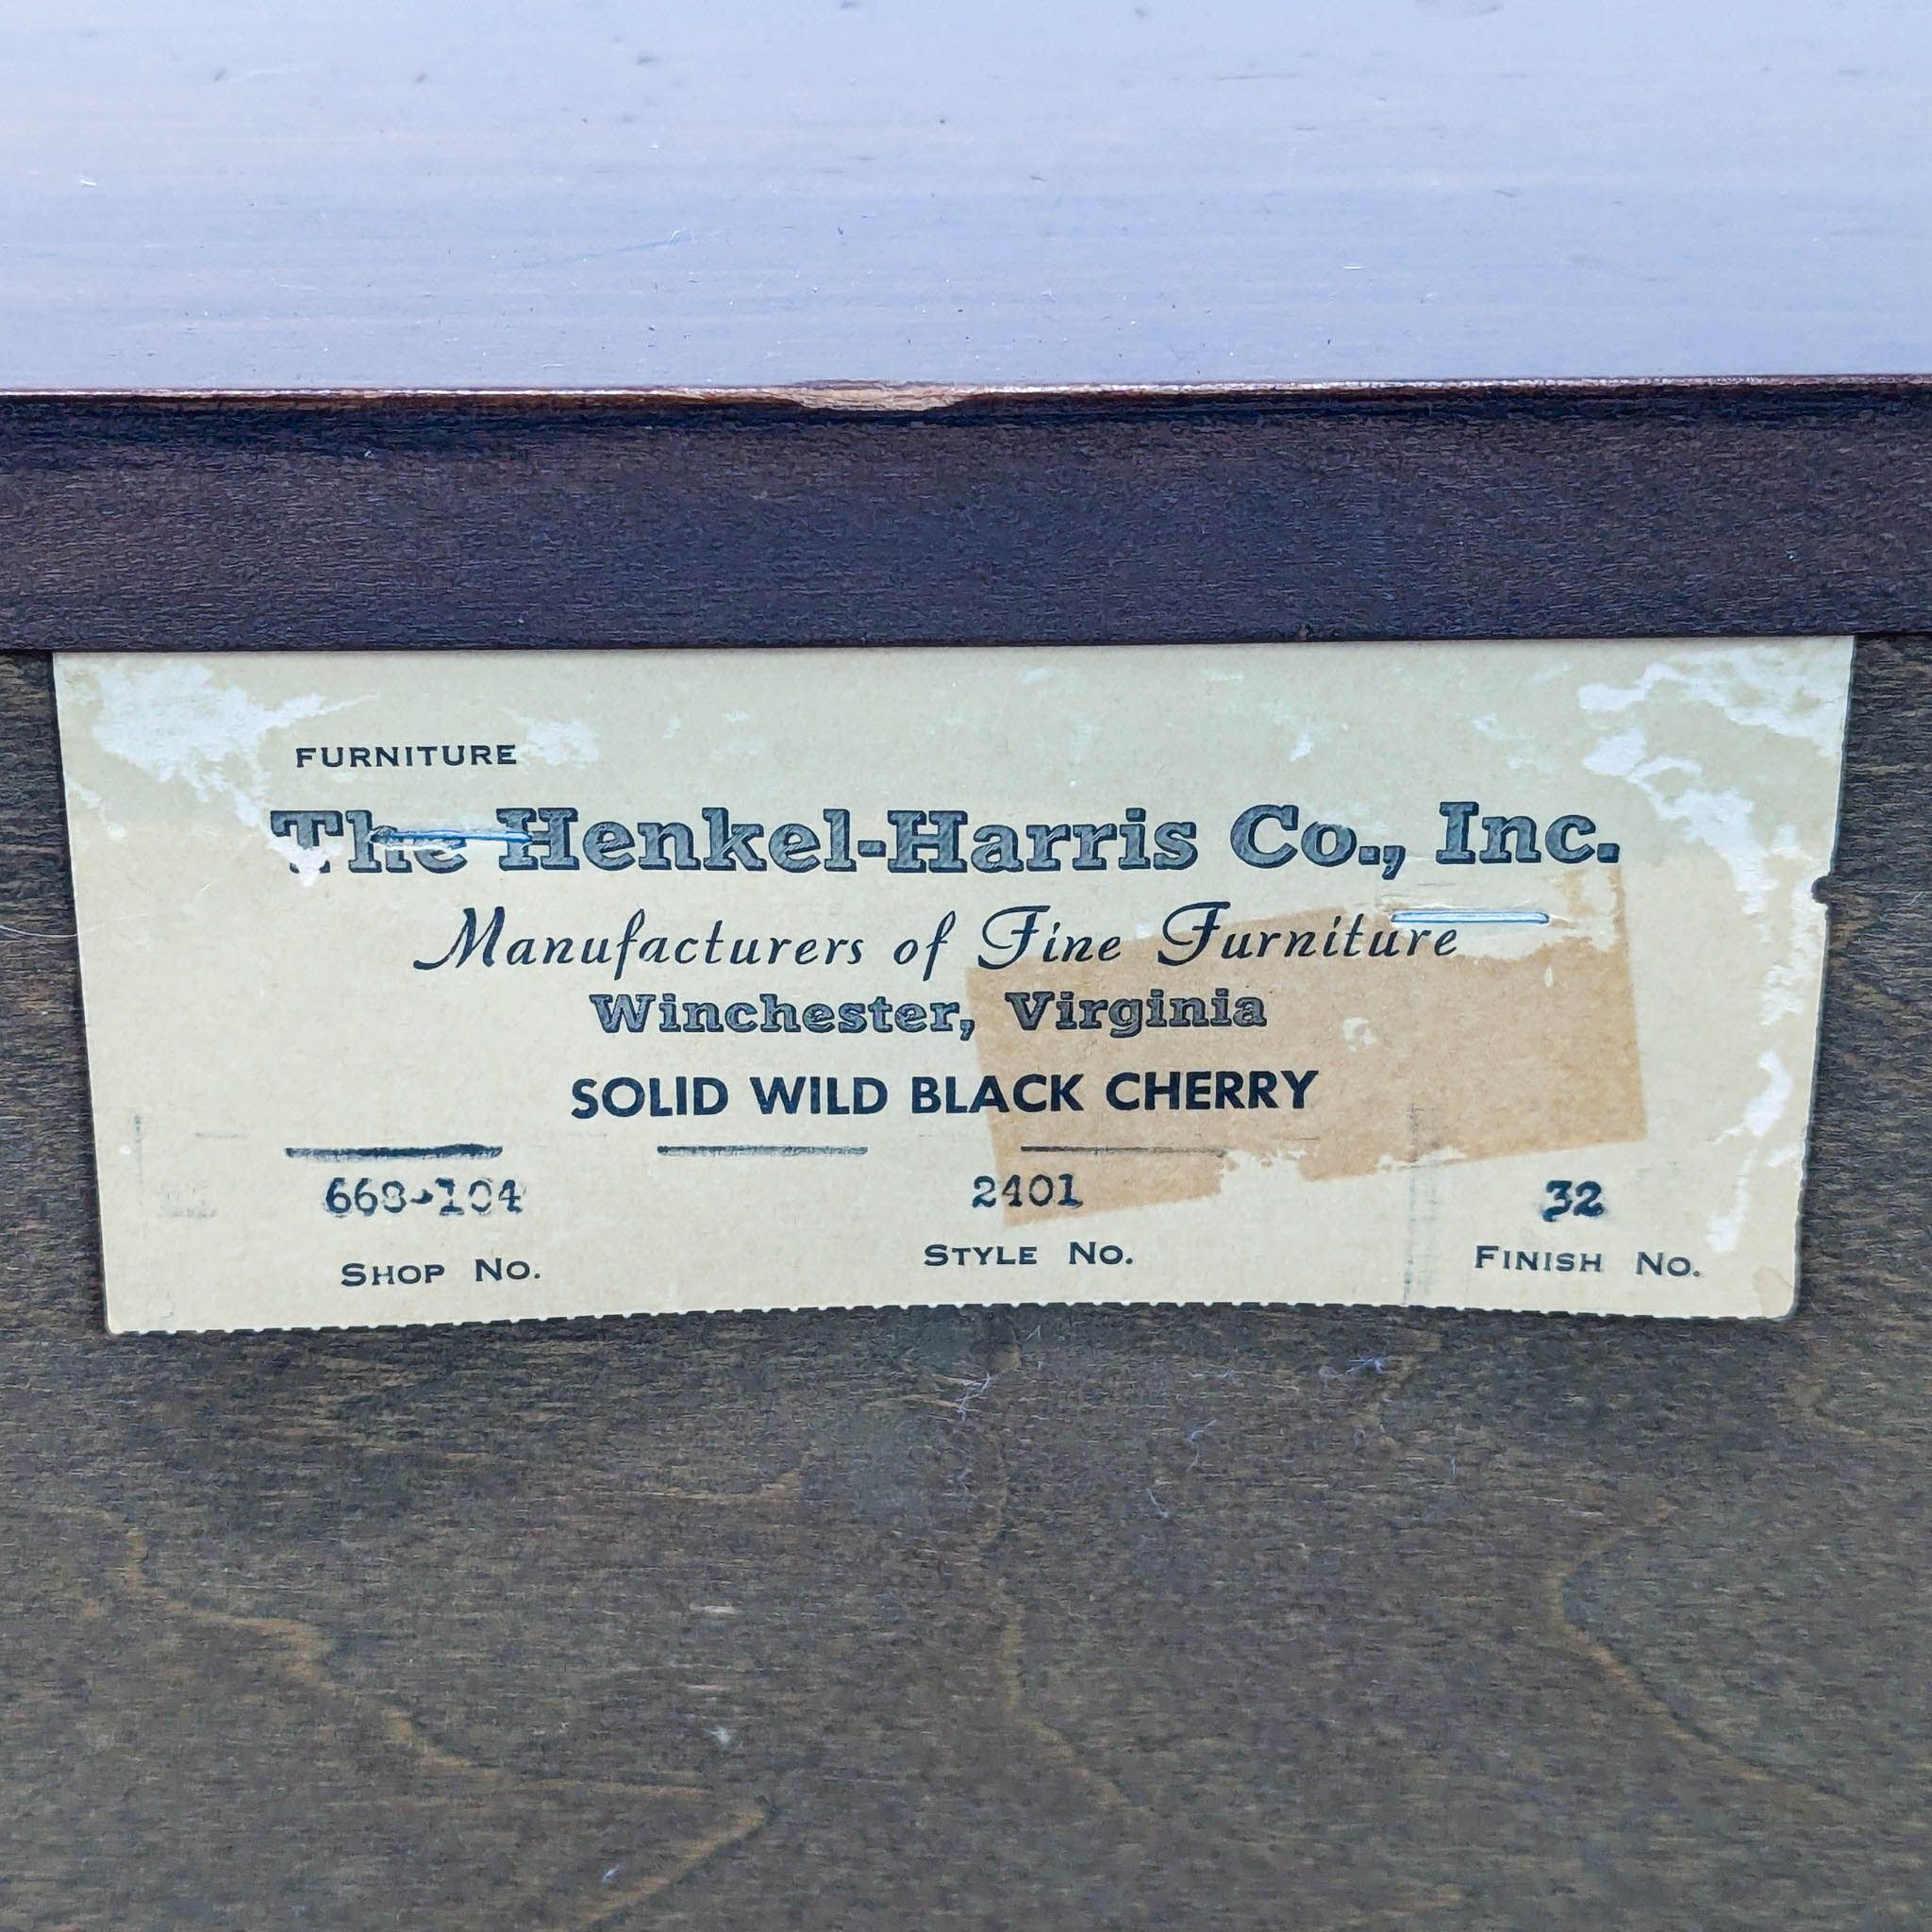 FURNITURE
The Henkel-Harris Co., Inc.
Manufacturers of Fine Furniture
Winchester, Virginia
SOLID WILD BLACK CHERRY
2401 32
SHOP No. STYLE No. FINISH No.